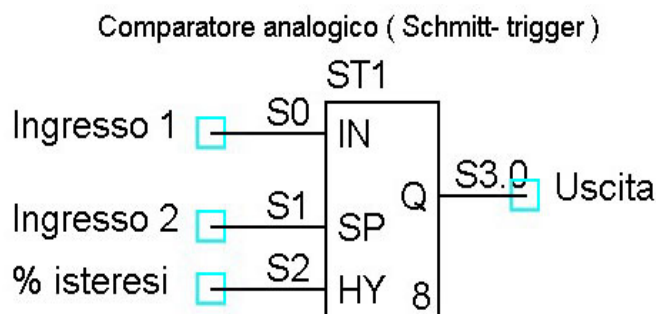 Comparatore analogico ( Schmitt- trigger )
ST1
Ingresso 1 S0 IN
Q S3.0 Uscita
Ingresso 2 S1 SP
% isteresi S2 HY 8